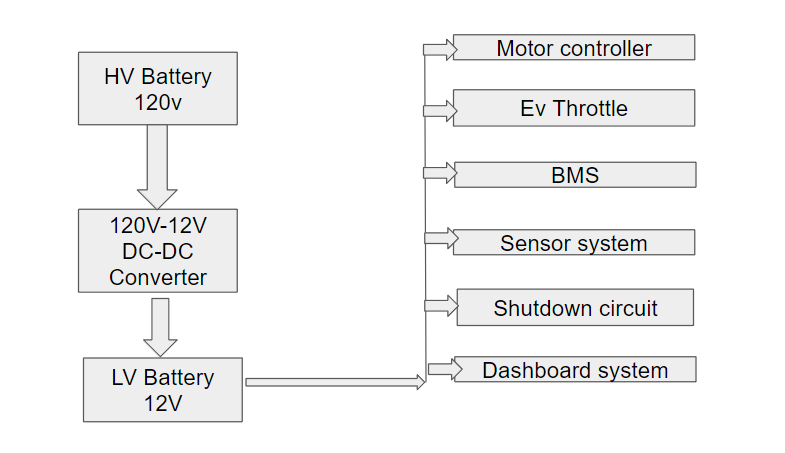 HV Battery
120v
120V-12V
DC-DC
Converter
LV Battery
12V
Motor controller
Ev Throttle
BMS
Sensor system
Shutdown circuit
Dashboard system